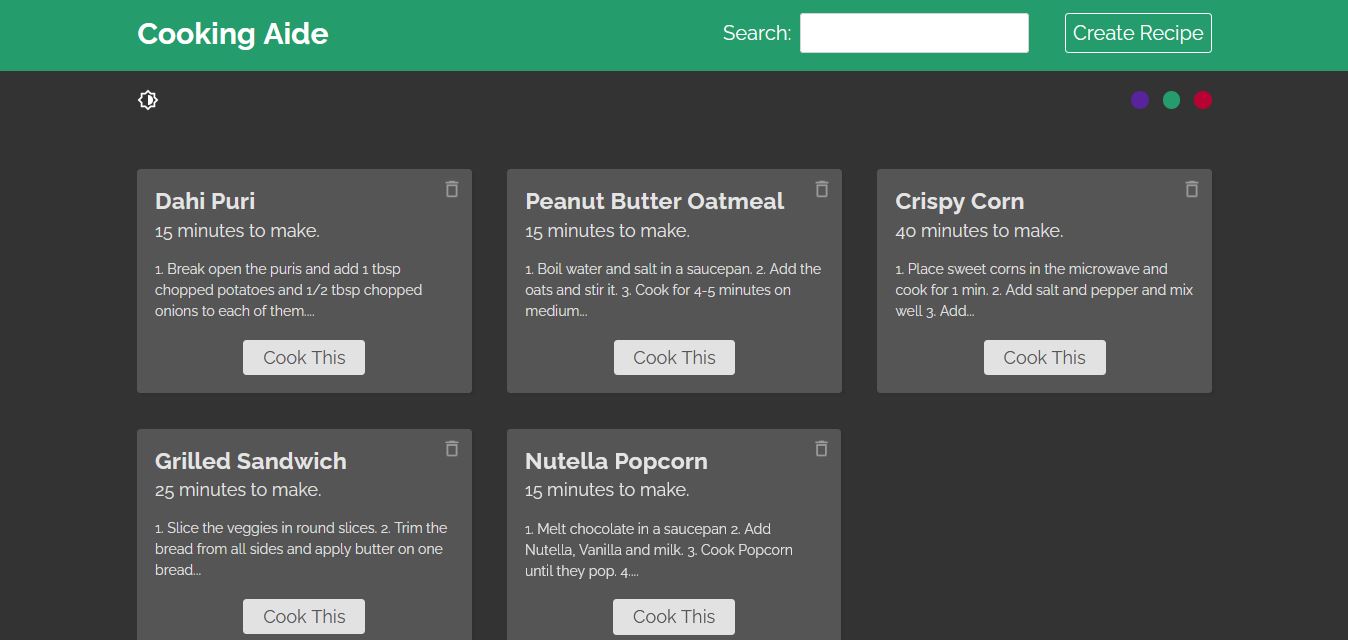 Cooking Aide
Search:
Create Recipe
Dahi Puri
15 minutes to make.
1. Break open the puris and add 1 tbsp
chopped potatoes and 1/2 tbsp chopped
onions to each of them....
Cook This
Peanut Butter Oatmeal
15 minutes to make.
1. Boil water and salt in a saucepan. 2. Add the
oats and stir it. 3. Cook for 4-5 minutes on
medium...
Cook This
Crispy Corn
40 minutes to make.
1. Place sweet corns in the microwave and
cook for 1 min. 2. Add salt and pepper and mix
well 3. Add...
Cook This
Grilled Sandwich
25 minutes to make.
1. Slice the veggies in round slices. 2. Trim the
bread from all sides and apply butter on one
bread...
Cook This
Nutella Popcorn
15 minutes to make.
1. Melt chocolate in a saucepan 2. Add
Nutella, Vanilla and milk. 3. Cook Popcorn
until they pop. 4....
Cook This